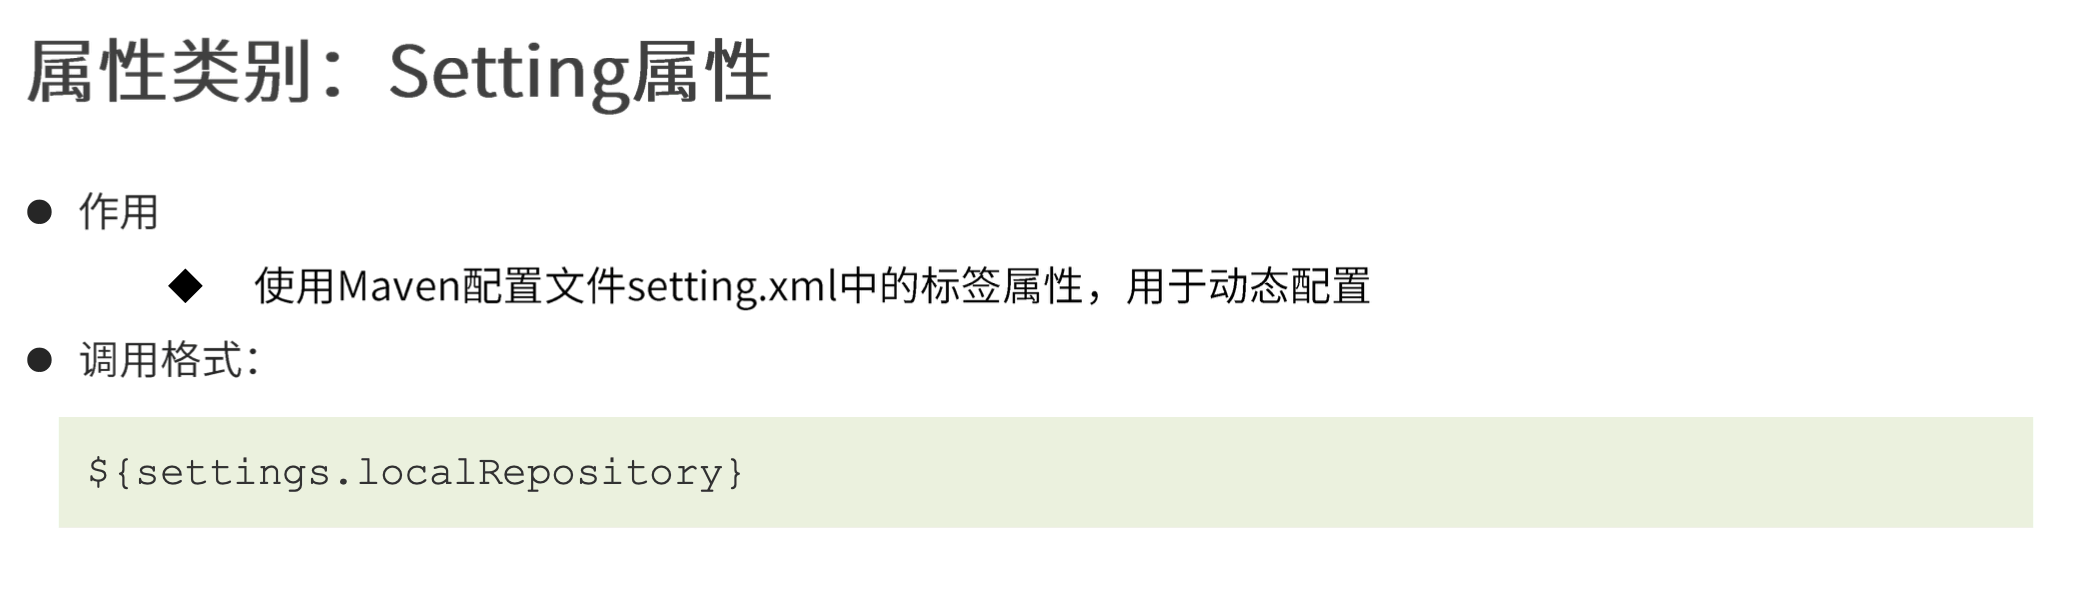 属性类别：Setting属性
● 作用
◆ 使用Maven配置文件setting.xml中的标签属性，用于动态配置
● 调用格式：
${settings.localRepository}